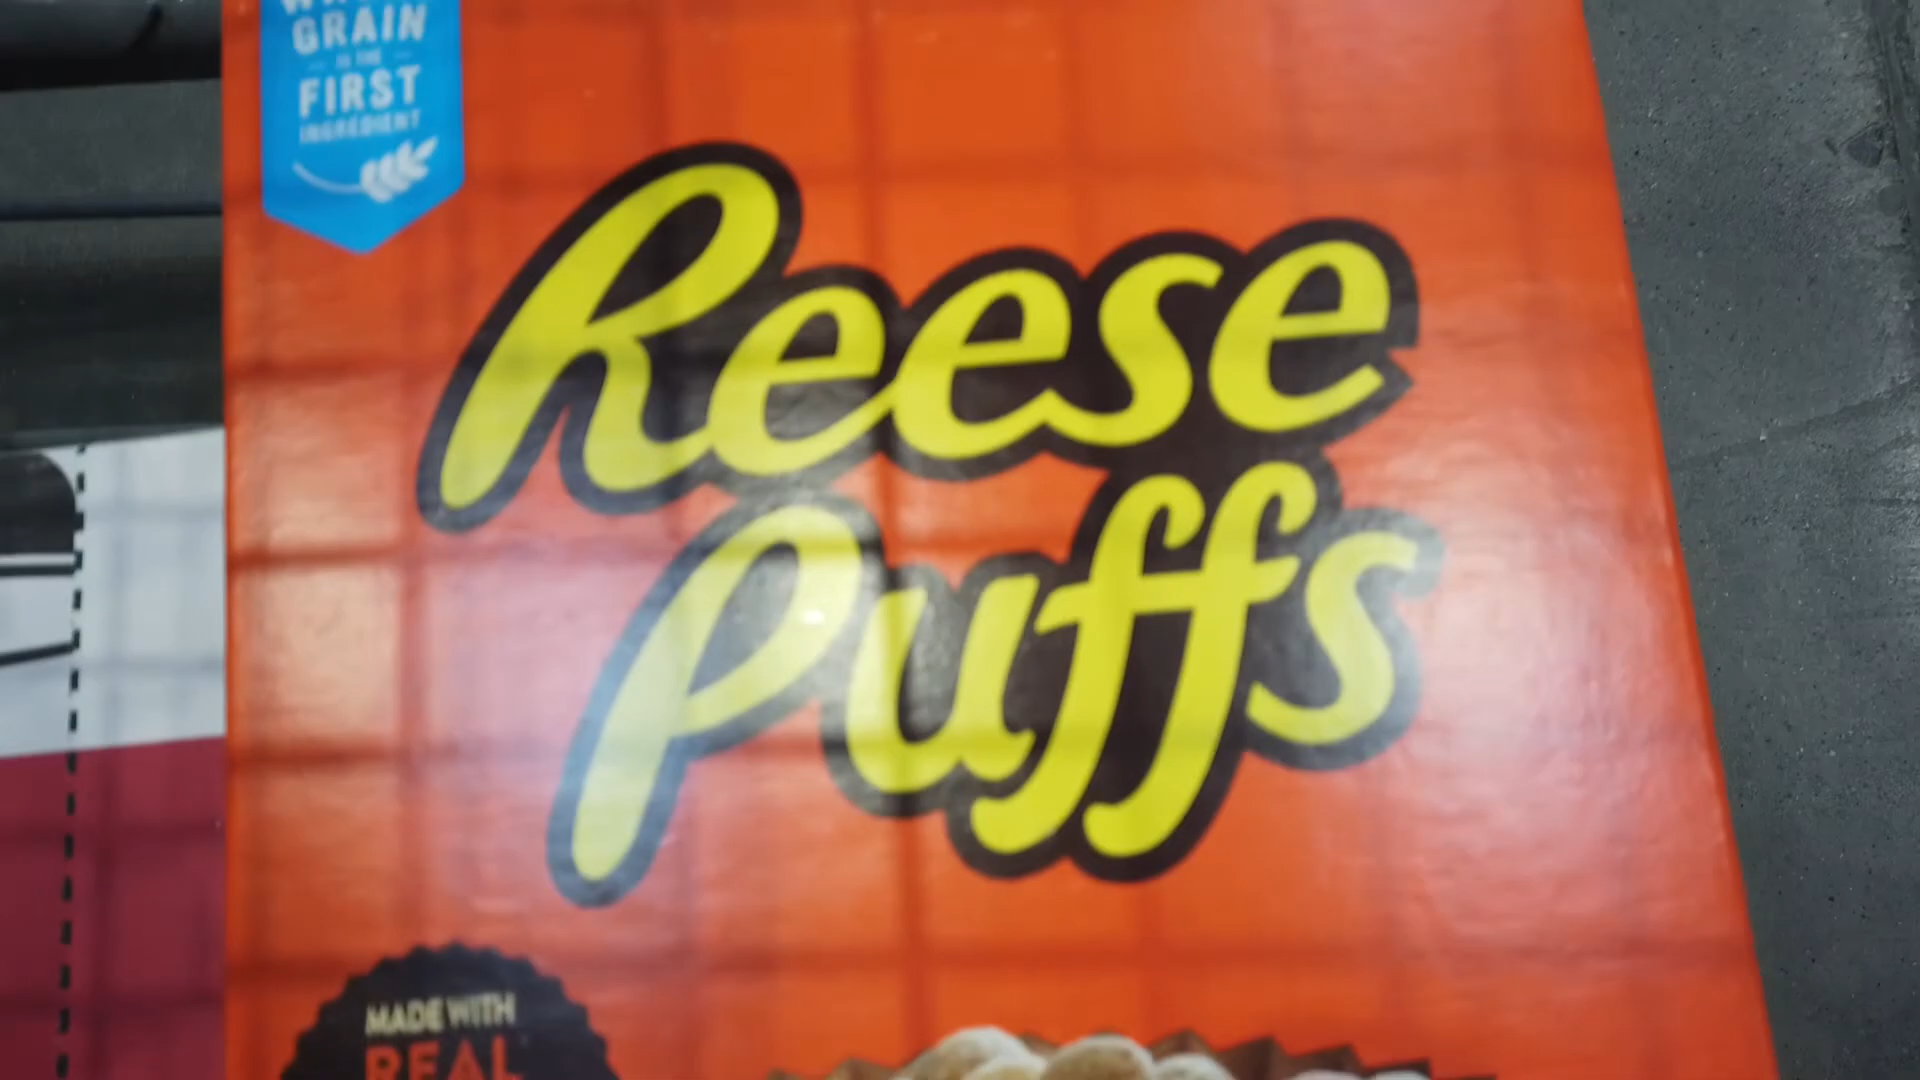 GRAIN
IS THE
FIRST
INGREDIENT
Reese
Puffs
MADE WITH
REAL